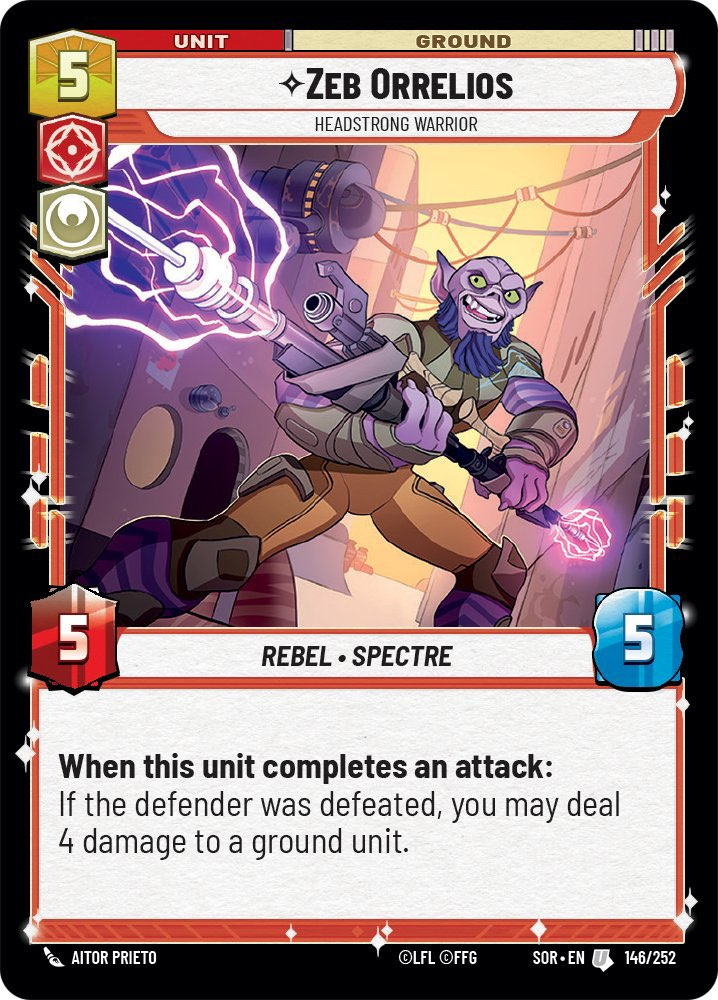 UNIT GROUND
5
ZEB ORRELIOS
HEADSTRONG WARRIOR
5
REBEL • SPECTRE
5
When this unit completes an attack:
If the defender was defeated, you may deal
4 damage to a ground unit.
AITOR PRIETO ©LFL ©FFG SOR • EN U 146/252